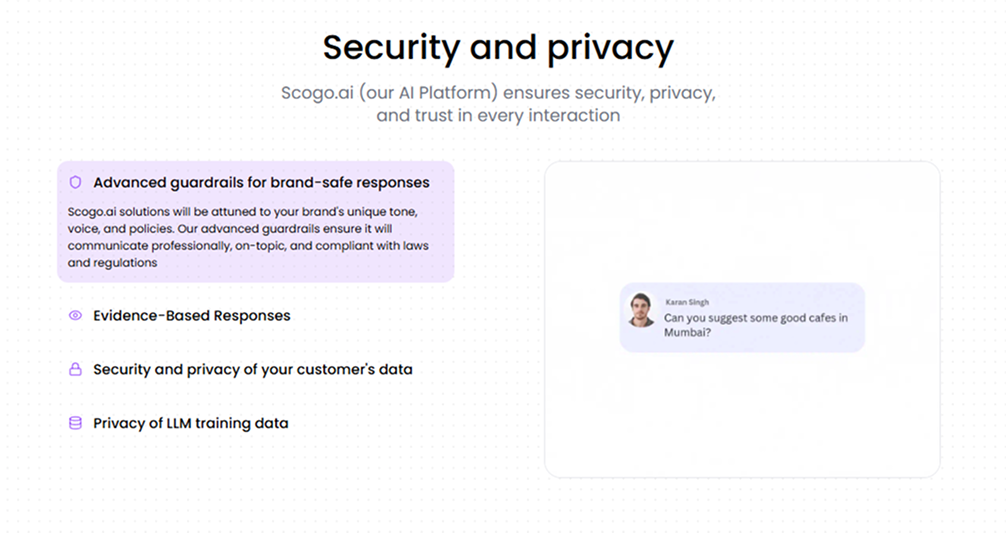 Security and privacy
Scogo.ai (our AI Platform) ensures security, privacy,
and trust in every interaction
Advanced guardrails for brand-safe responses
Scogo.ai solutions will be attuned to your brand's unique tone,
voice, and policies. Our advanced guardrails ensure it will
communicate professionally, on-topic, and compliant with laws
and regulations
Evidence-Based Responses
Security and privacy of your customer's data
Privacy of LLM training data
Karan Singh
Can you suggest some good cafes in
Mumbai?